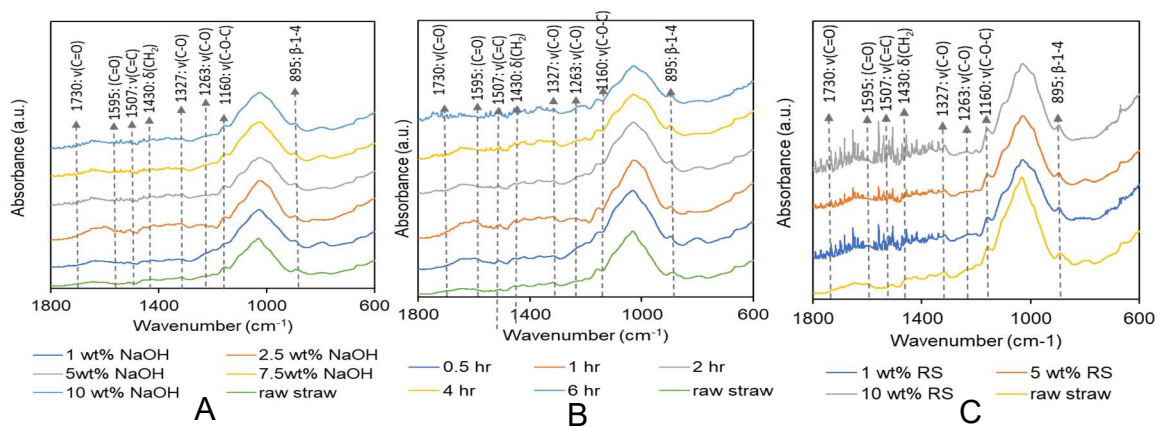 Absorbance (a.u.)
1730: ν(C=O)
1595: (C=O)
1507: ν(C=C)
1430: δ(CH₂)
1327: ν(C-O)
1263: ν(C-O)
1160: ν(C-O-C)
895: β-1-4
1800 1400 1000 600
Wavenumber (cm⁻¹)
1 wt% NaOH 2.5 wt% NaOH
5wt% NaOH 7.5wt% NaOH
10 wt% NaOH raw straw
A
Absorbance (a.u.)
1730: ν(C=O)
1595: (C=O)
1507: ν(C=C)
1430: δ(CH₂)
1327: ν(C-O)
1263: ν(C-O)
1160: ν(C-O-C)
895: β-1-4
1800 1400 1000 600
Wavenumber (cm⁻¹)
0.5 hr 1 hr 2 hr
4 hr 6 hr raw straw
B
Absorbance (a.u.)
1730: ν(C=O)
1595: (C=O)
1507: ν(C=C)
1430: δ(CH₂)
1327: ν(C-O)
1263: ν(C-O)
1160: ν(C-O-C)
895: β-1-4
1800 1400 1000 600
Wavenumber (cm-1)
1 wt% RS 5 wt% RS
10 wt% RS raw straw
C